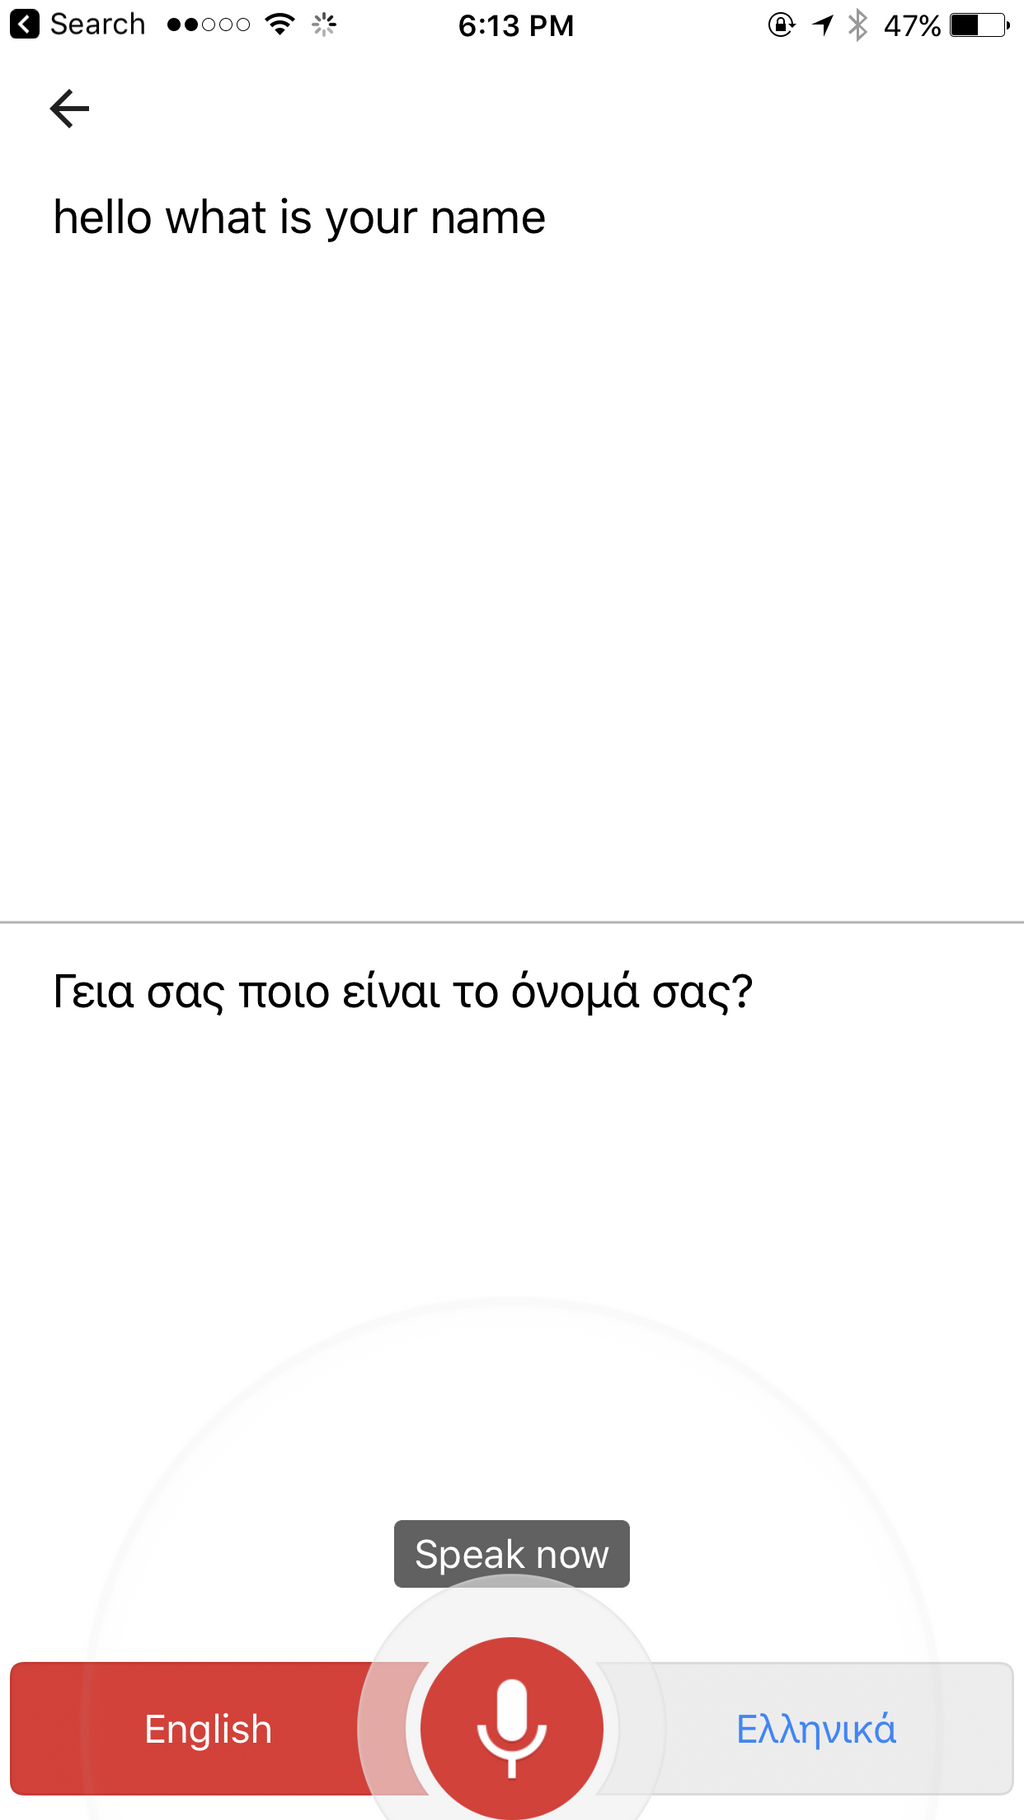 Search 6:13 PM 47%
hello what is your name
Γεια σας ποιο είναι το όνομά σας?
Speak now
English Ελληνικά